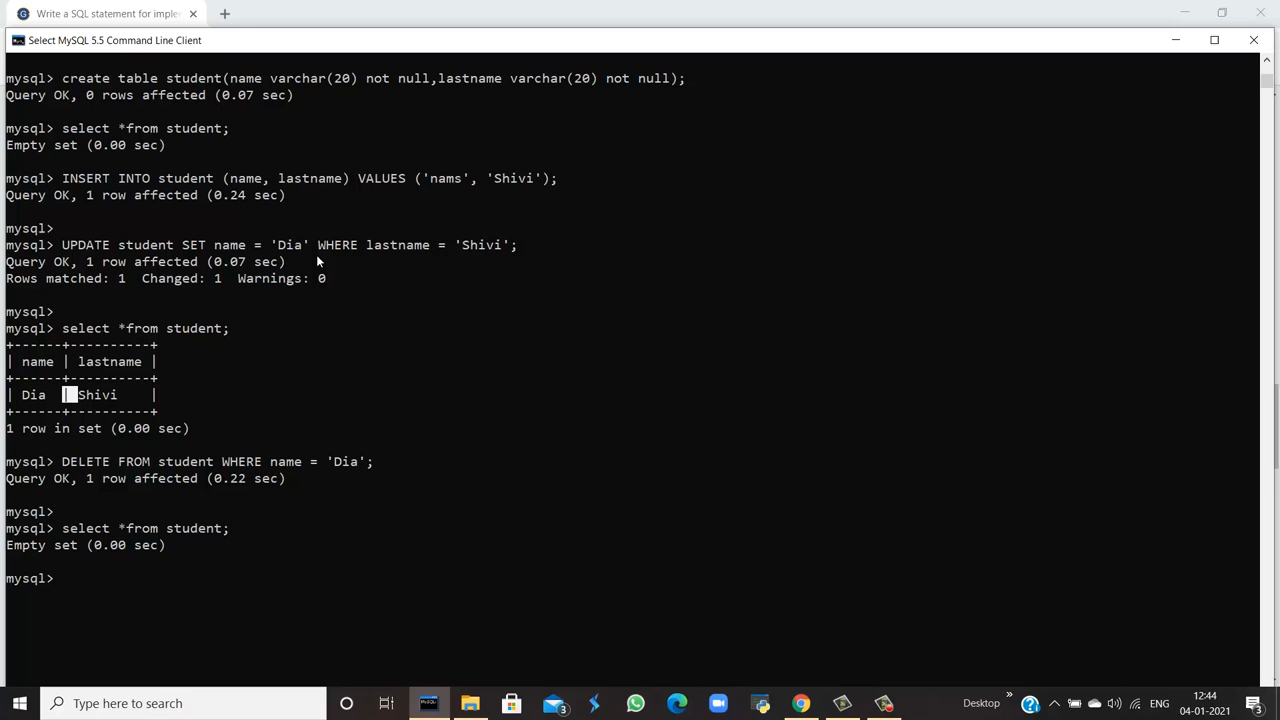 Write a SQL statement for implem
Select MySQL 5.5 Command Line Client
mysql> create table student(name varchar(20) not null,lastname varchar(20) not null);
Query OK, 0 rows affected (0.07 sec)
mysql> select *from student;
Empty set (0.00 sec)
mysql> INSERT INTO student (name, lastname) VALUES ('nams', 'Shivi');
Query OK, 1 row affected (0.24 sec)
mysql>
mysql> UPDATE student SET name = 'Dia' WHERE lastname = 'Shivi';
Query OK, 1 row affected (0.07 sec)
Rows matched: 1  Changed: 1  Warnings: 0
mysql>
mysql> select *from student;
+------+----------+
| name | lastname |
+------+----------+
| Dia  | Shivi    |
+------+----------+
1 row in set (0.00 sec)
mysql> DELETE FROM student WHERE name = 'Dia';
Query OK, 1 row affected (0.22 sec)
mysql>
mysql> select *from student;
Empty set (0.00 sec)
mysql>
Type here to search
Desktop
ENG
12:44
04-01-2021